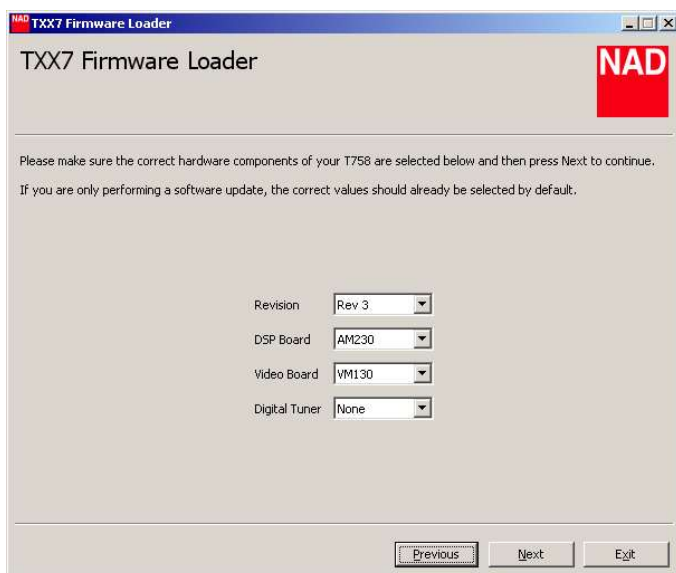 NAD TXX7 Firmware Loader
TXX7 Firmware Loader
NAD
Please make sure the correct hardware components of your T758 are selected below and then press Next to continue.
If you are only performing a software update, the correct values should already be selected by default.
Revision Rev 3
DSP Board AM230
Video Board VM130
Digital Tuner None
Previous Next Exit